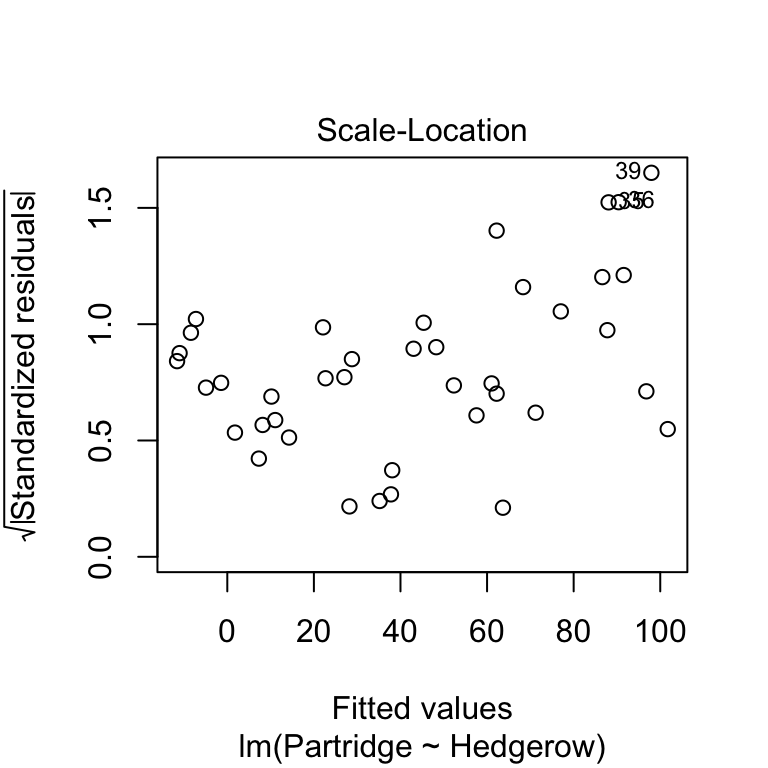 Scale-Location
√|Standardized residuals|
1.5
1.0
0.5
0.0
39
36
0 20 40 60 80 100
Fitted values
lm(Partridge ~ Hedgerow)